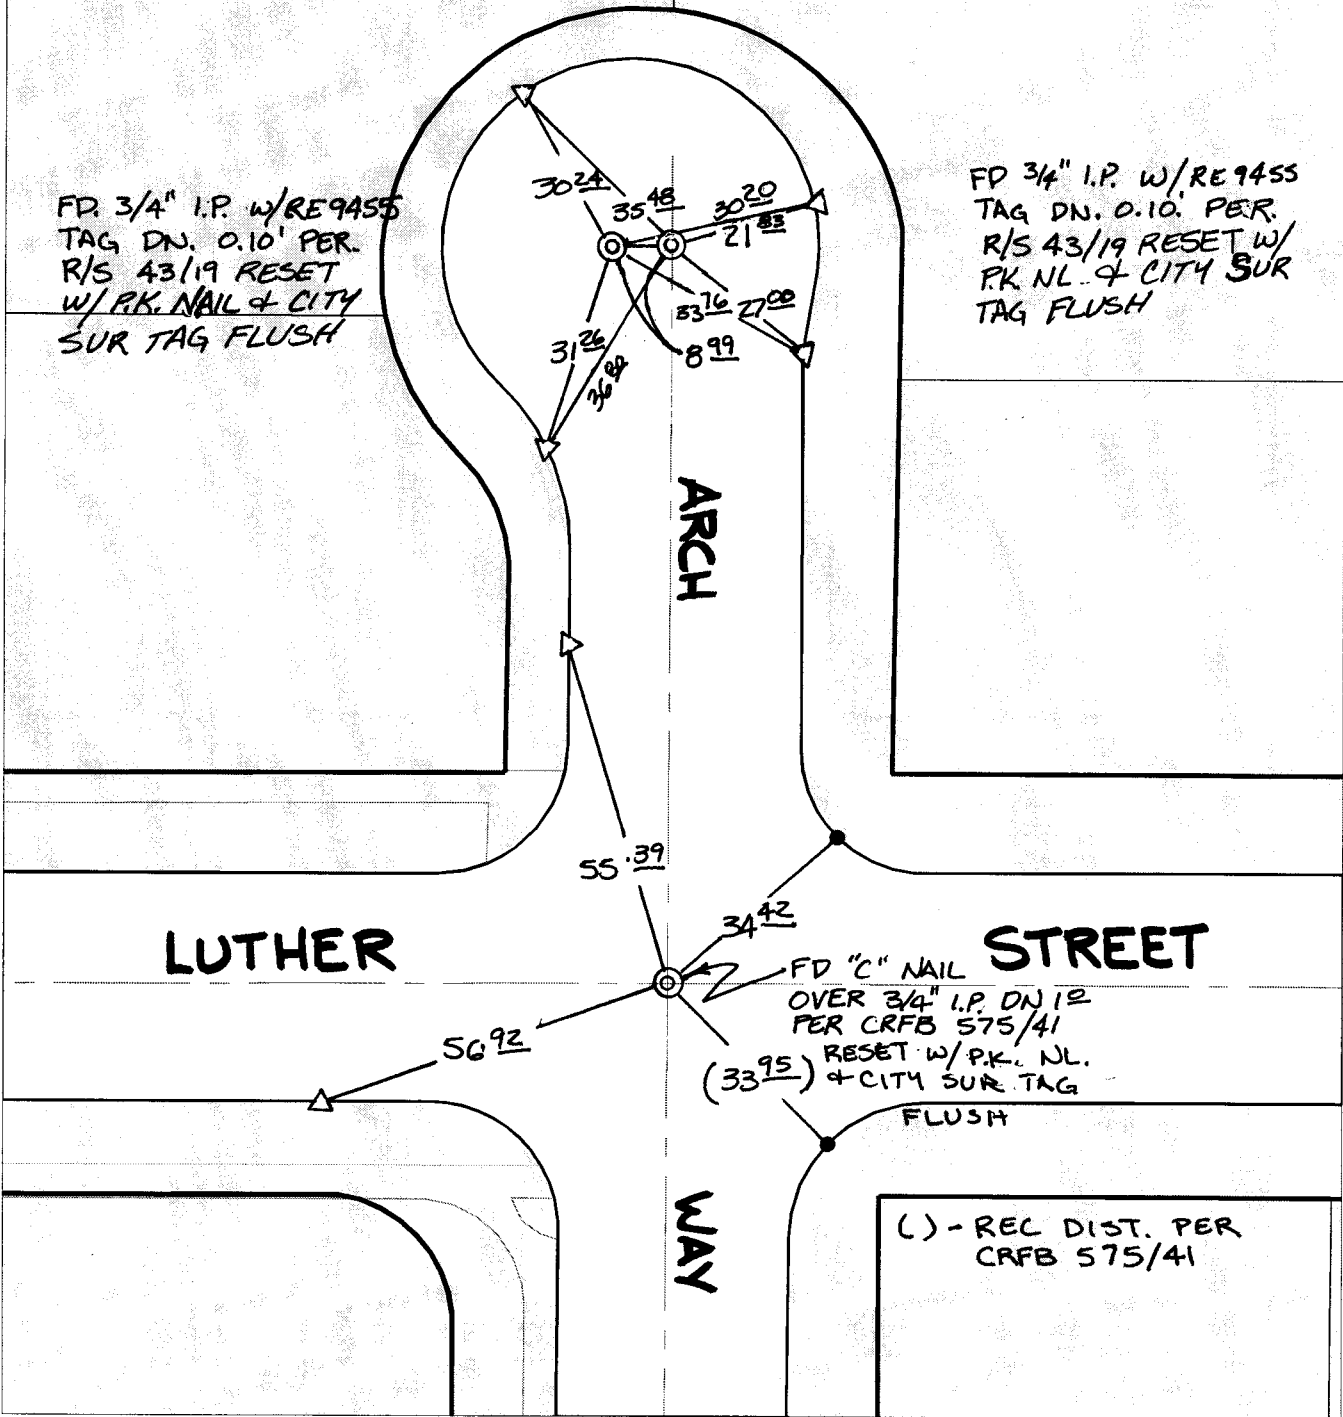 FD. 3/4" I.P. W/RE 9455
TAG DN. 0.10' PER.
R/S 43/19 RESET
W/ P.K. NAIL & CITY
SUR TAG FLUSH
FD 3/4" I.P. W/RE 9455
TAG DN. 0.10' PER.
R/S 43/19 RESET W/
P.K NL. & CITY SUR
TAG FLUSH
30 24
35 48
30 20
21 83
33 76
27 00
8 99
31 26
ARCH
55.39
34 42
LUTHER
STREET
FD "C" NAIL
OVER 3/4" I.P. DN 1 0
PER CRFB 575/41
RESET W/ P.K. NL.
& CITY SUR TAG
FLUSH
56 92
(33 95)
WAY
( ) - REC DIST. PER
CRFB 575/41